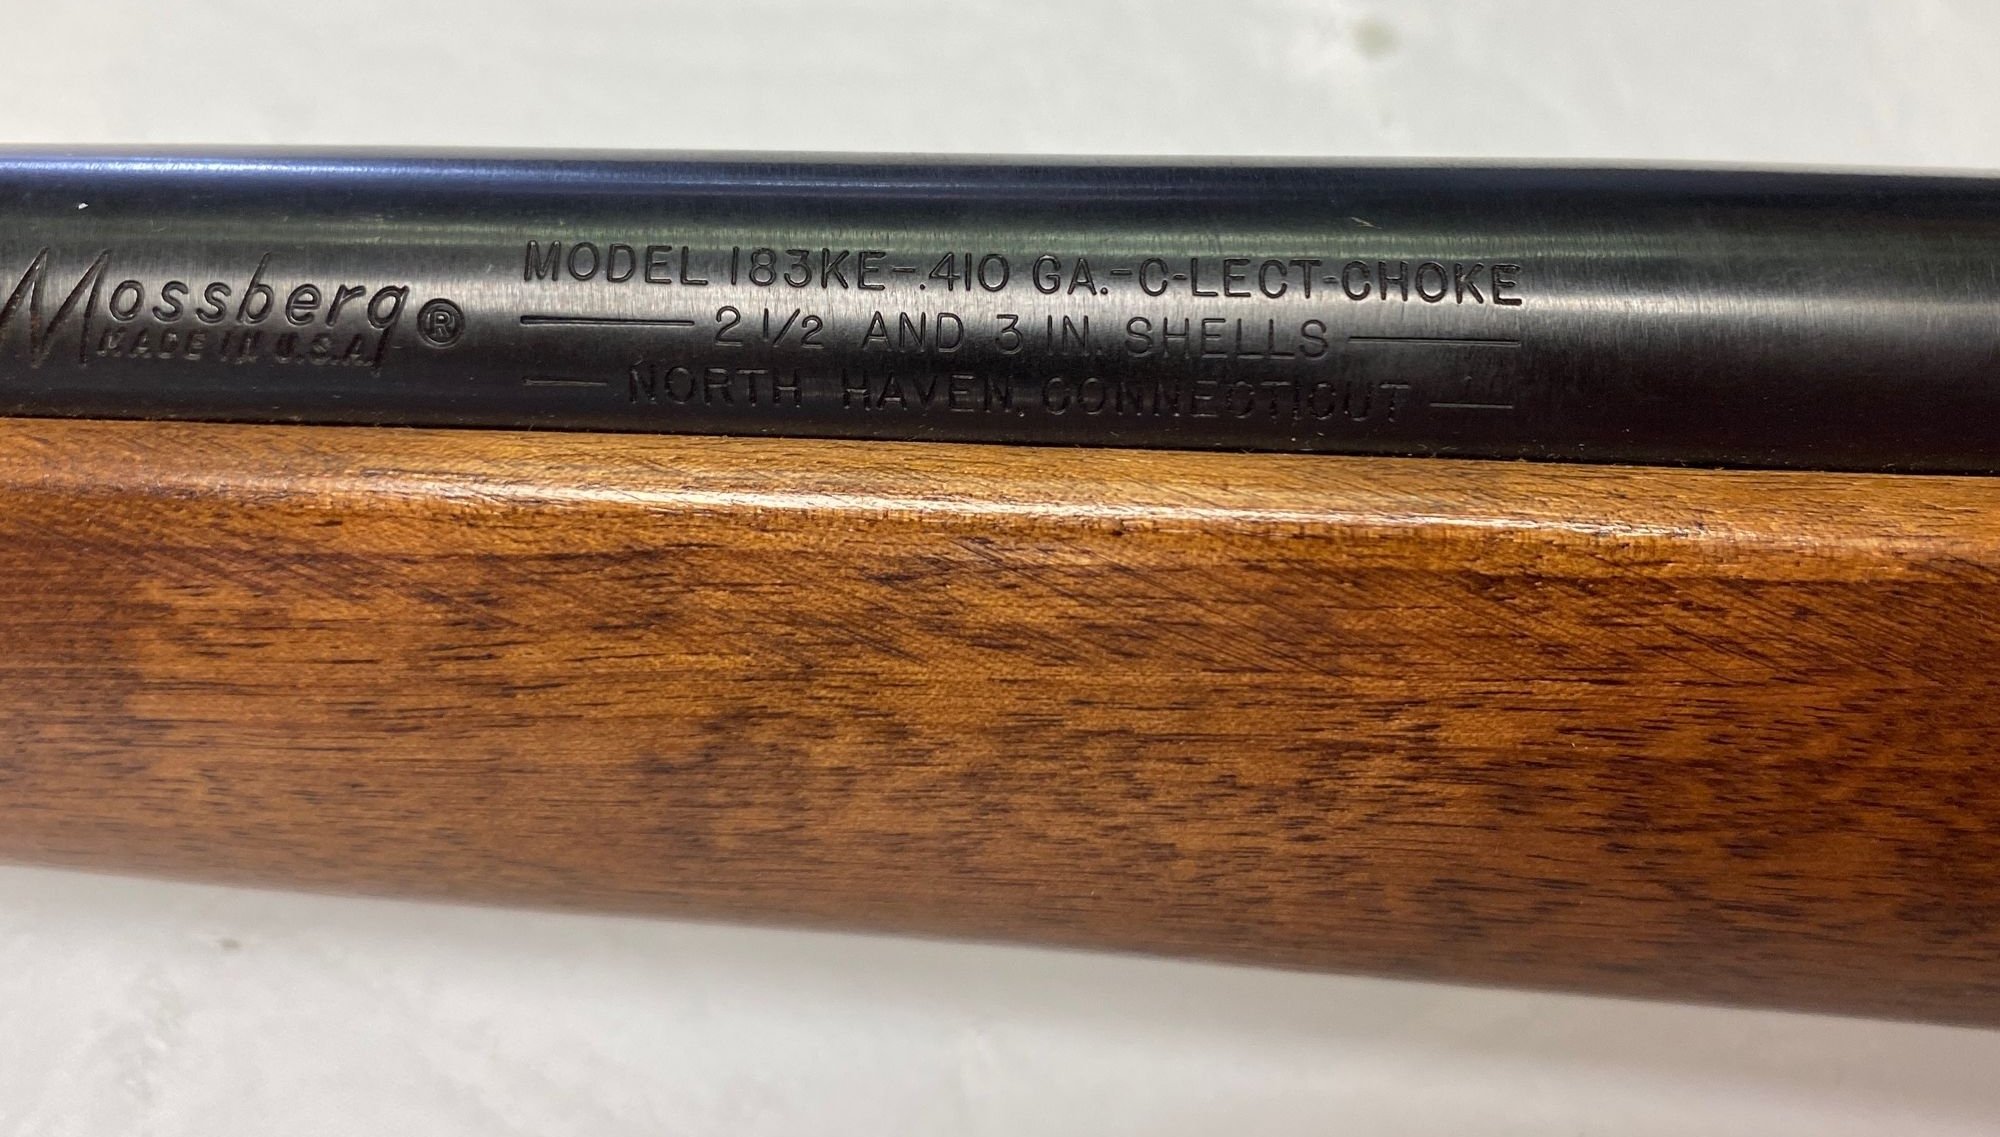 Mossberg®
MADE IN U.S.A.
MODEL 183KE-.410 GA.-C-LECT-CHOKE
2 1/2 AND 3 IN. SHELLS
NORTH HAVEN, CONNECTICUT